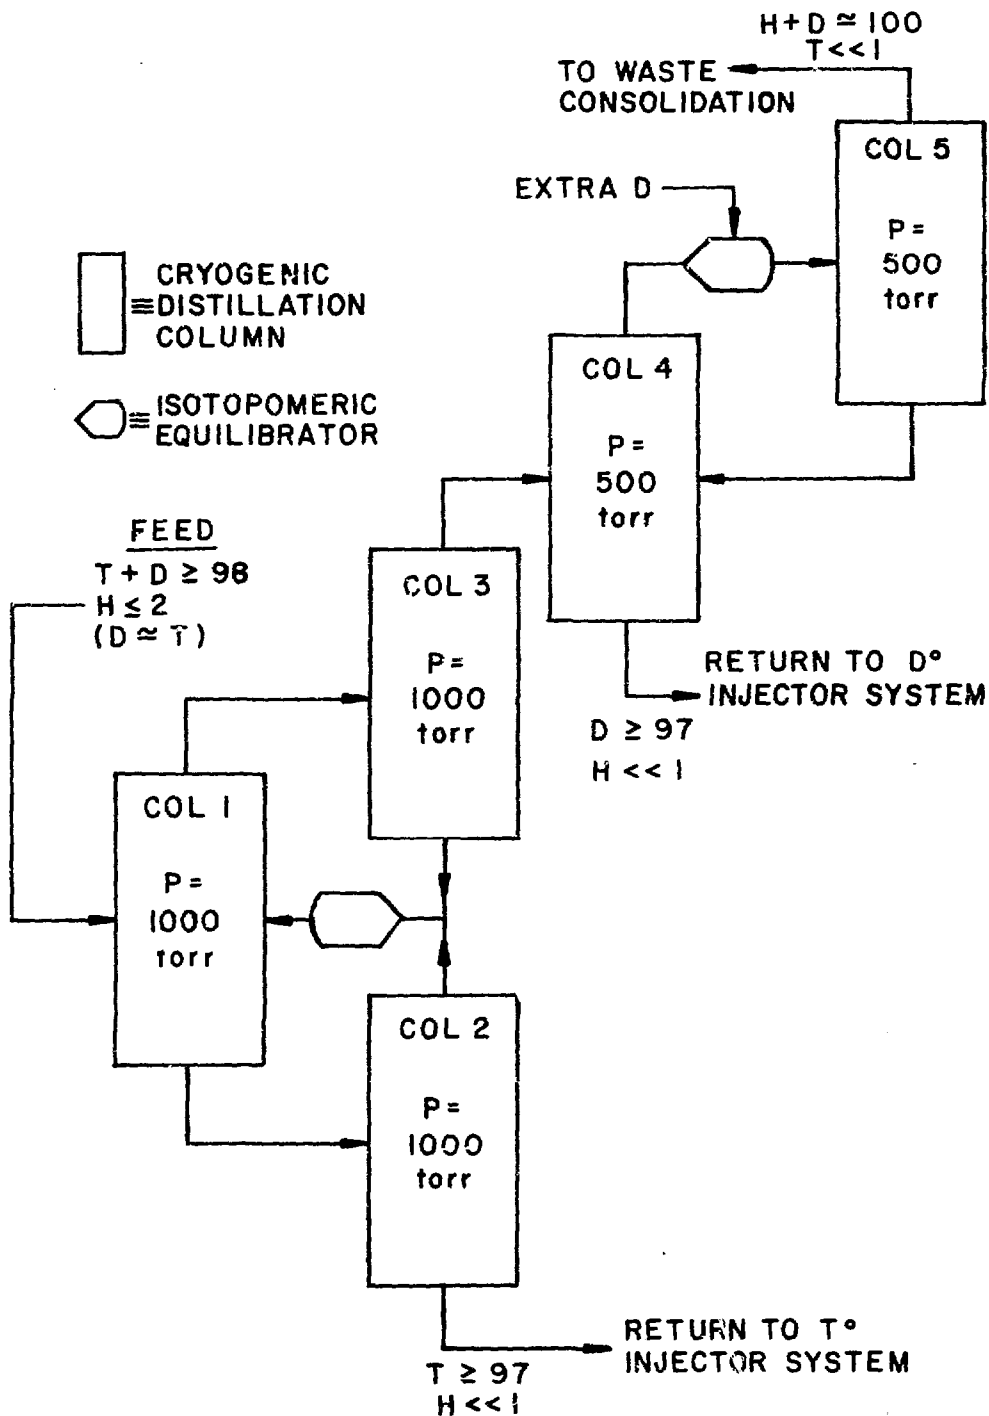 H+D ≃ 100
T<<1
TO WASTE
CONSOLIDATION
COL 5
P=
500
torr
EXTRA D
CRYOGENIC
≡DISTILLATION
COLUMN
COL 4
P=
500
torr
ISOTOPOMERIC
≡EQUILIBRATOR
FEED
T + D ≥ 98
H ≤ 2
(D ≃ T)
COL 3
P=
1000
torr
RETURN TO D°
INJECTOR SYSTEM
D ≥ 97
H << 1
COL 1
P=
1000
torr
COL 2
P=
1000
torr
RETURN TO T°
INJECTOR SYSTEM
T ≥ 97
H << 1